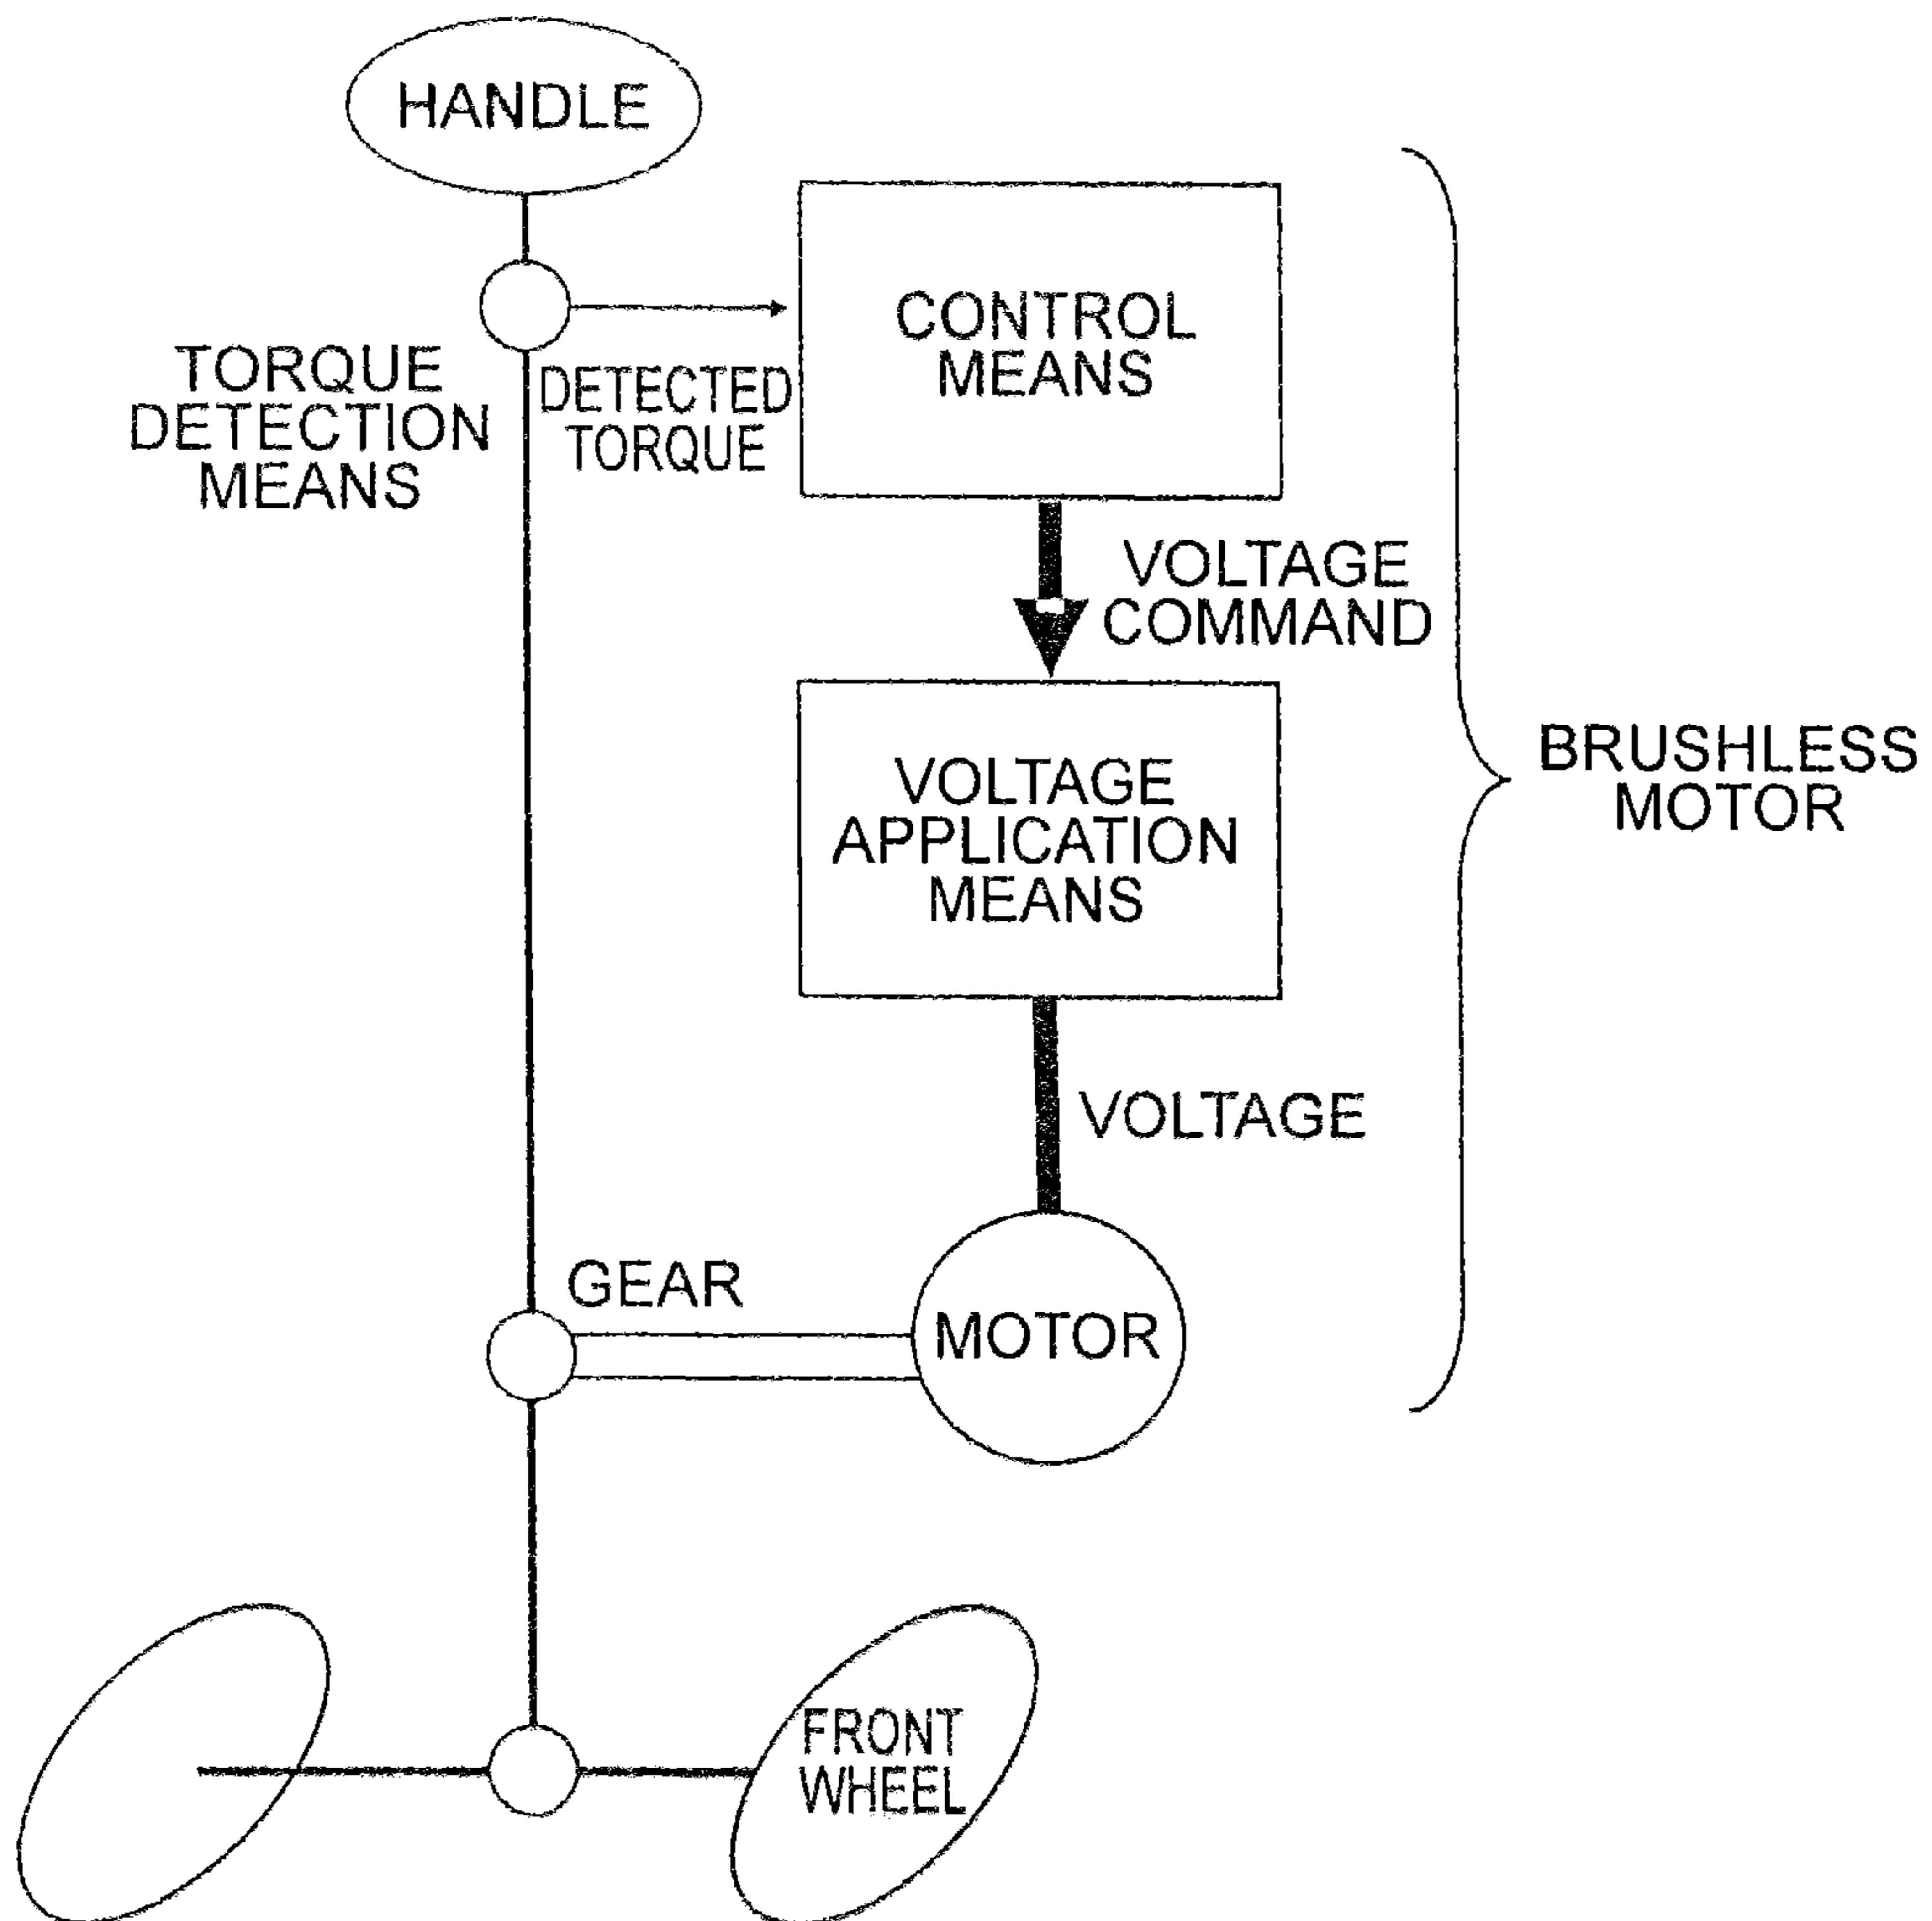 HANDLE
TORQUE
DETECTION
MEANS
DETECTED
TORQUE
CONTROL
MEANS
VOLTAGE
COMMAND
VOLTAGE
APPLICATION
MEANS
BRUSHLESS
MOTOR
VOLTAGE
GEAR
MOTOR
FRONT
WHEEL